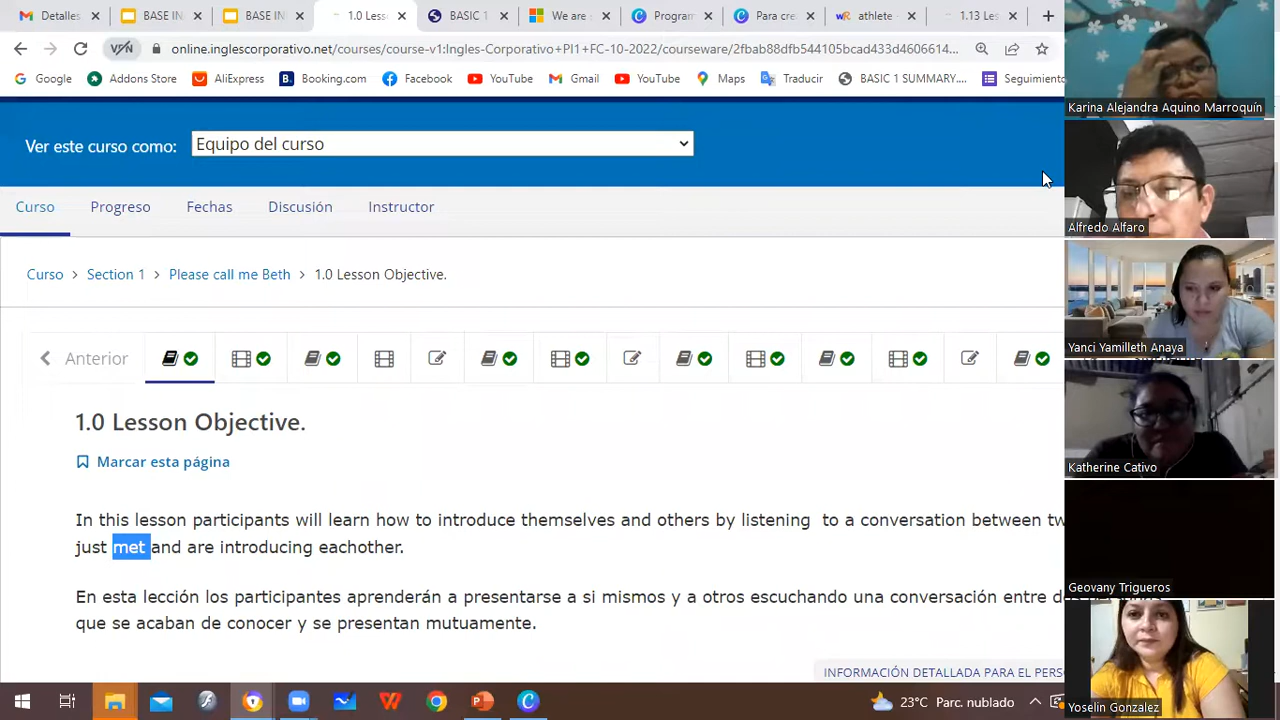 Detalles
BASE IN
BASE IN
1.0 Less
BASIC 1
We are s
Program
Para cre
athlete -
1.13 Les
VPN
online.inglescorporativo.net/courses/course-v1:Ingles-Corporativo+PI1+FC-10-2022/courseware/2fbab88dfb544105bcad433d4606614...
Google
Addons Store
AliExpress
Booking.com
Facebook
YouTube
Gmail
YouTube
Maps
Traducir
BASIC 1 SUMMARY....
Seguimiento
Ver este curso como:
Equipo del curso
Curso
Progreso
Fechas
Discusión
Instructor
Curso > Section 1 > Please call me Beth > 1.0 Lesson Objective.
Anterior
1.0 Lesson Objective.
Marcar esta página
In this lesson participants will learn how to introduce themselves and others by listening to a conversation between tw
just met and are introducing eachother.
En esta lección los participantes aprenderán a presentarse a si mismos y a otros escuchando una conversación entre
que se acaban de conocer y se presentan mutuamente.
INFORMACIÓN DETALLADA PARA EL PERS
Karina Alejandra Aquino Marroquín
Alfredo Alfaro
Yanci Yamilleth Anaya
Katherine Cativo
Geovany Trigueros
Yoselin Gonzalez
23°C Parc. nublado